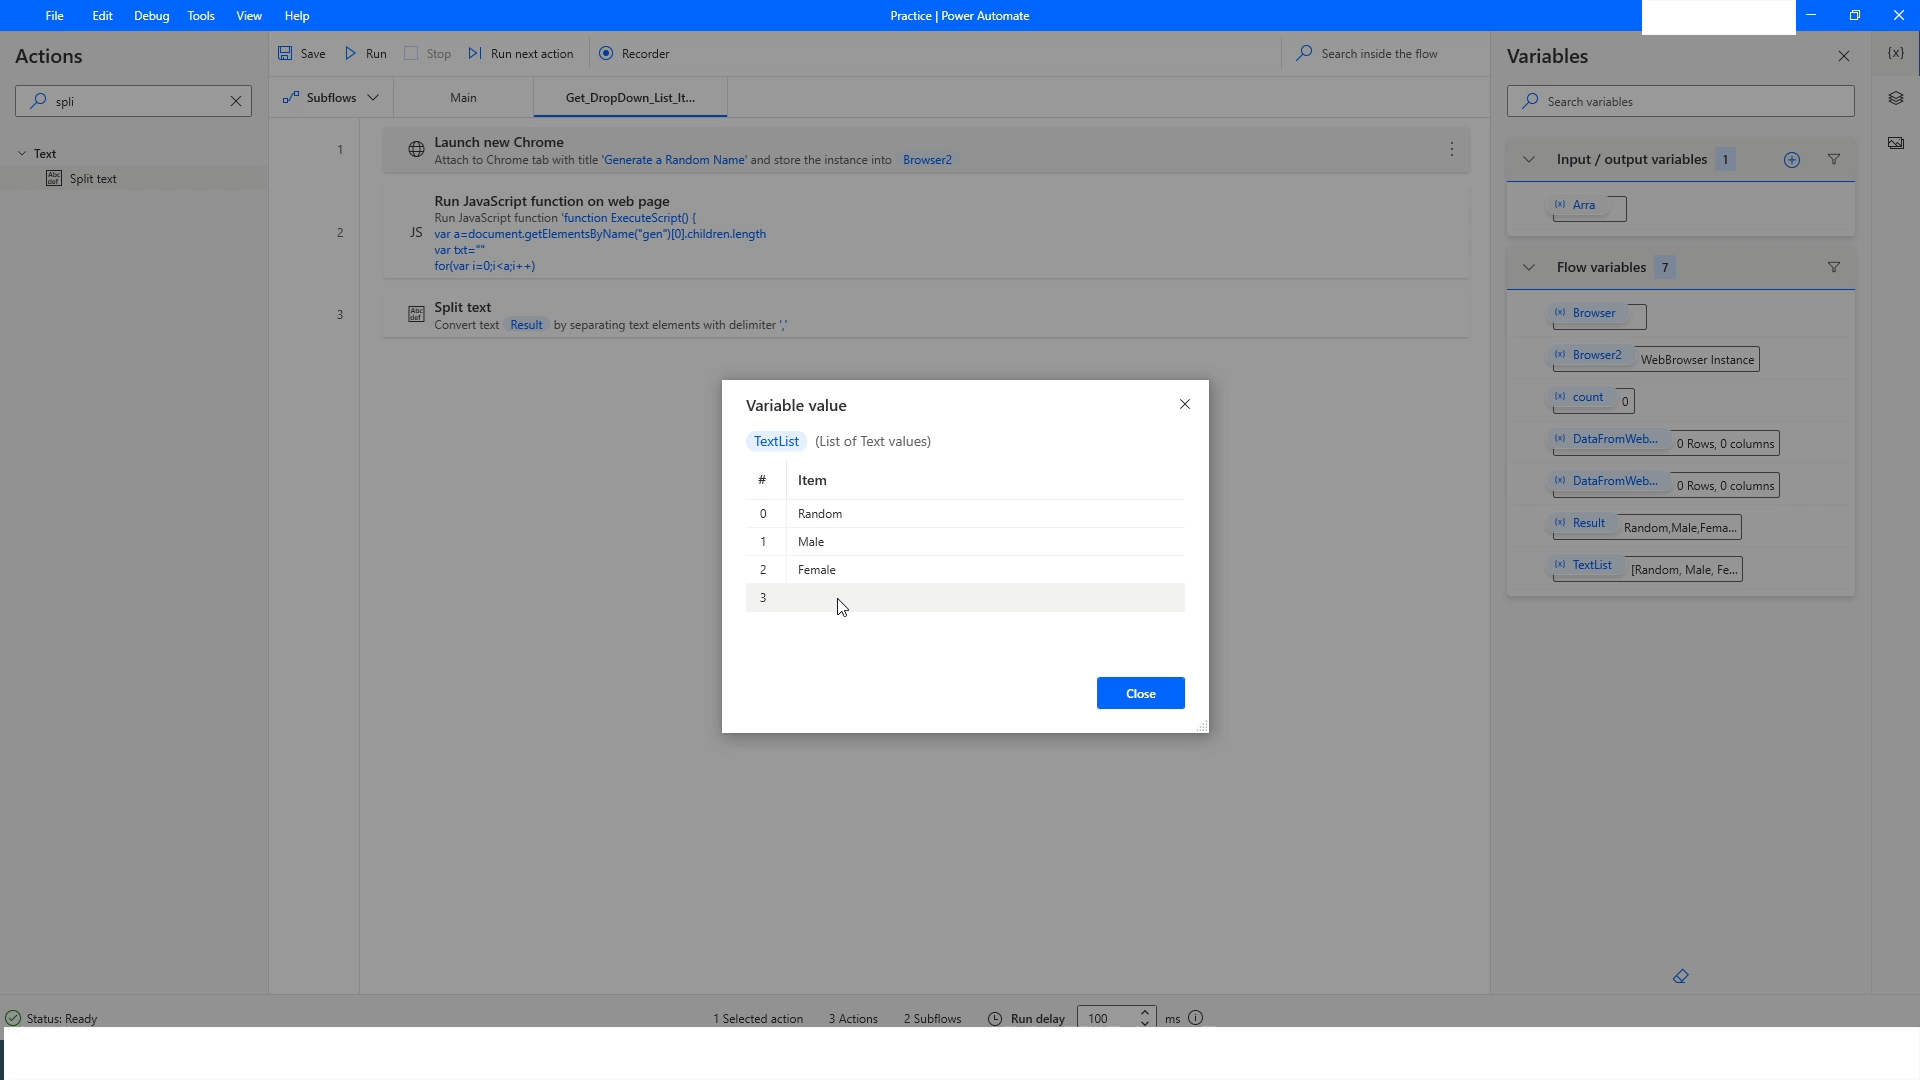 File Edit Debug Tools View Help
Practice | Power Automate
Actions
Save Run Stop Run next action Recorder
Search inside the flow
Variables
{x}
spli
Subflows Main Get_DropDown_List_It...
Search variables
Text
Split text
1
Launch new Chrome
Attach to Chrome tab with title 'Generate a Random Name' and store the instance into Browser2
2
JS
Run JavaScript function on web page
Run JavaScript function 'function ExecuteScript() {
var a=document.getElementsByName("gen")[0].children.length
var txt=""
for(var i=0;i<a;i++)
3
Abc
def
Split text
Convert text Result by separating text elements with delimiter ','
Input / output variables 1
(x) Arra
Flow variables 7
(x) Browser
(x) Browser2 WebBrowser Instance
(x) count 0
(x) DataFromWeb... 0 Rows, 0 columns
(x) DataFromWeb... 0 Rows, 0 columns
(x) Result Random,Male,Fema...
(x) TextList [Random, Male, Fe...
Variable value
TextList (List of Text values)
# Item
0 Random
1 Male
2 Female
3
Close
Status: Ready
1 Selected action 3 Actions 2 Subflows Run delay 100 ms